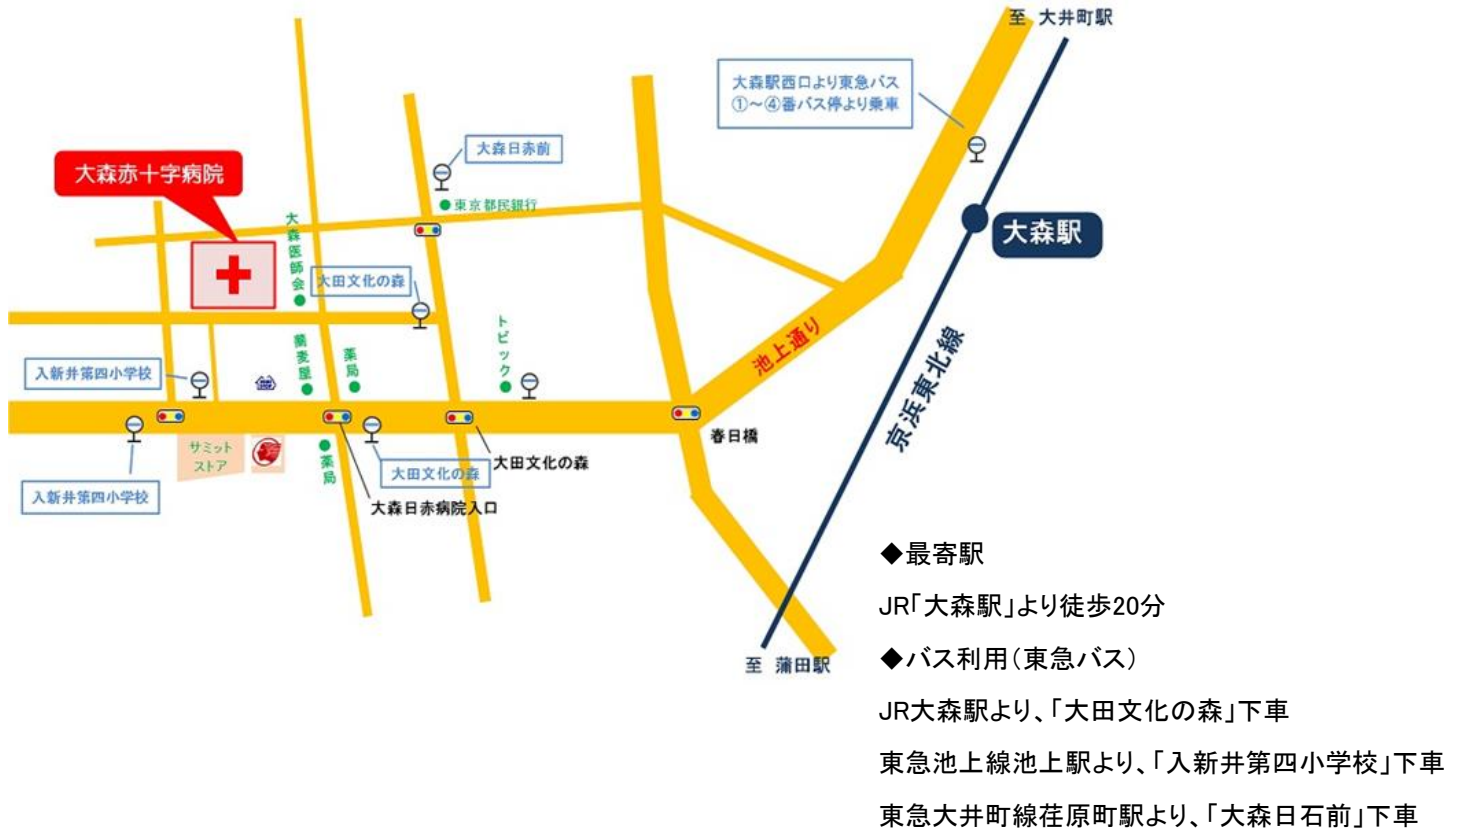 至 大井町駅
大森駅西口より東急バス
①～④番バス停より乗車
大森日赤前
大森赤十字病院
東京都民銀行
大森医師会
大森駅
大田文化の森
トピック
池上通り
京浜東北線
蕎麦屋
薬局
入新井第四小学校
春日橋
サミット
ストア
薬局
大田文化の森
大田文化の森
入新井第四小学校
大森日赤病院入口
至 蒲田駅
◆最寄駅
JR「大森駅」より徒歩20分
◆バス利用(東急バス)
JR大森駅より、「大田文化の森」下車
東急池上線池上駅より、「入新井第四小学校」下車
東急大井町線荏原町駅より、「大森日石前」下車